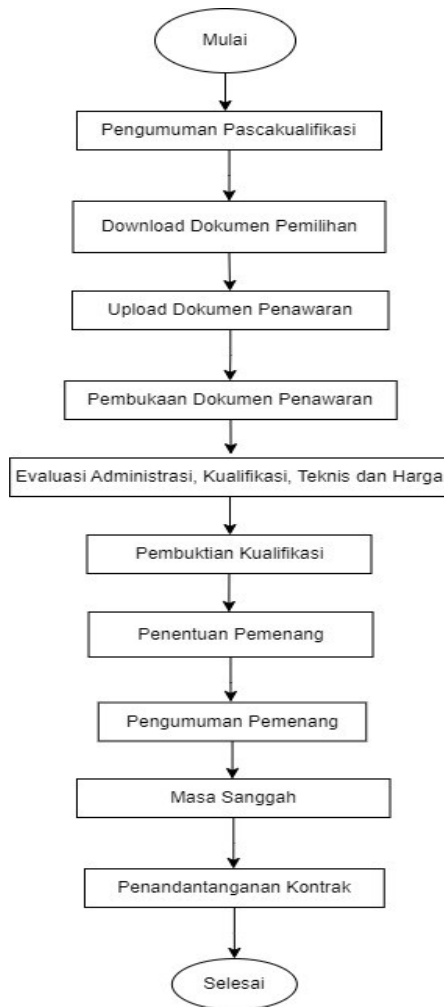 Mulai
Pengumuman Pascakualifikasi
Download Dokumen Pemilihan
Upload Dokumen Penawaran
Pembukaan Dokumen Penawaran
Evaluasi Administrasi, Kualifikasi, Teknis dan Harga
Pembuktian Kualifikasi
Penentuan Pemenang
Pengumuman Pemenang
Masa Sanggah
Penandantanganan Kontrak
Selesai